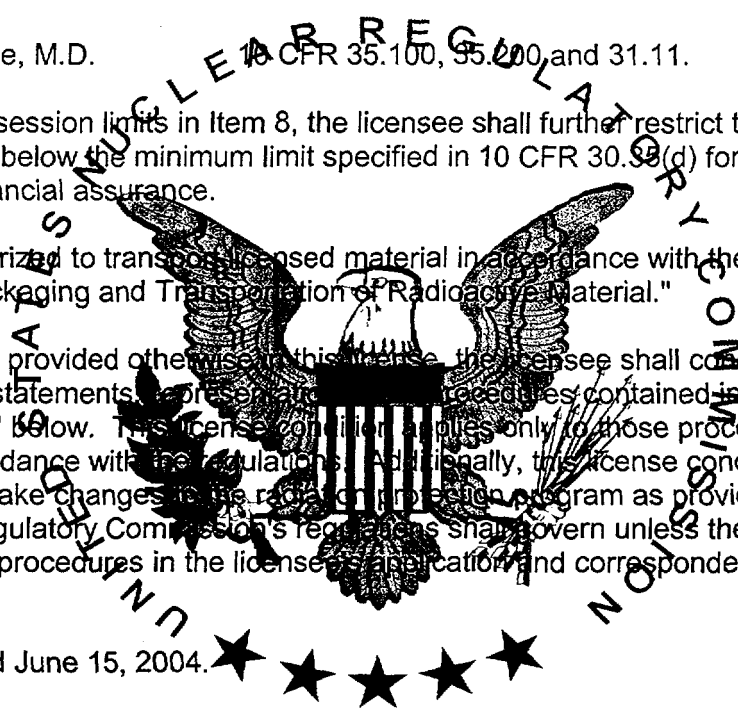 UNITED STATES NUCLEAR REGULATORY COMMISSION
e, M.D. 10 CFR 35.100, 35.200, and 31.11.
session limits in Item 8, the licensee shall further restrict t
below the minimum limit specified in 10 CFR 30.35(d) for
ancial assurance.
rized to transport licensed material in accordance with the
ckaging and Transportation of Radioactive Material."
provided otherwise in this license, the licensee shall con
statements, representations, procedures contained i
" below. This license condition applies only to those proc
dance with the regulations. Additionally, this license con
ake changes to the radiation protection program as provi
egulatory Commission's regulations shall govern unless the
procedures in the licensee's application and corresponde
d June 15, 2004.